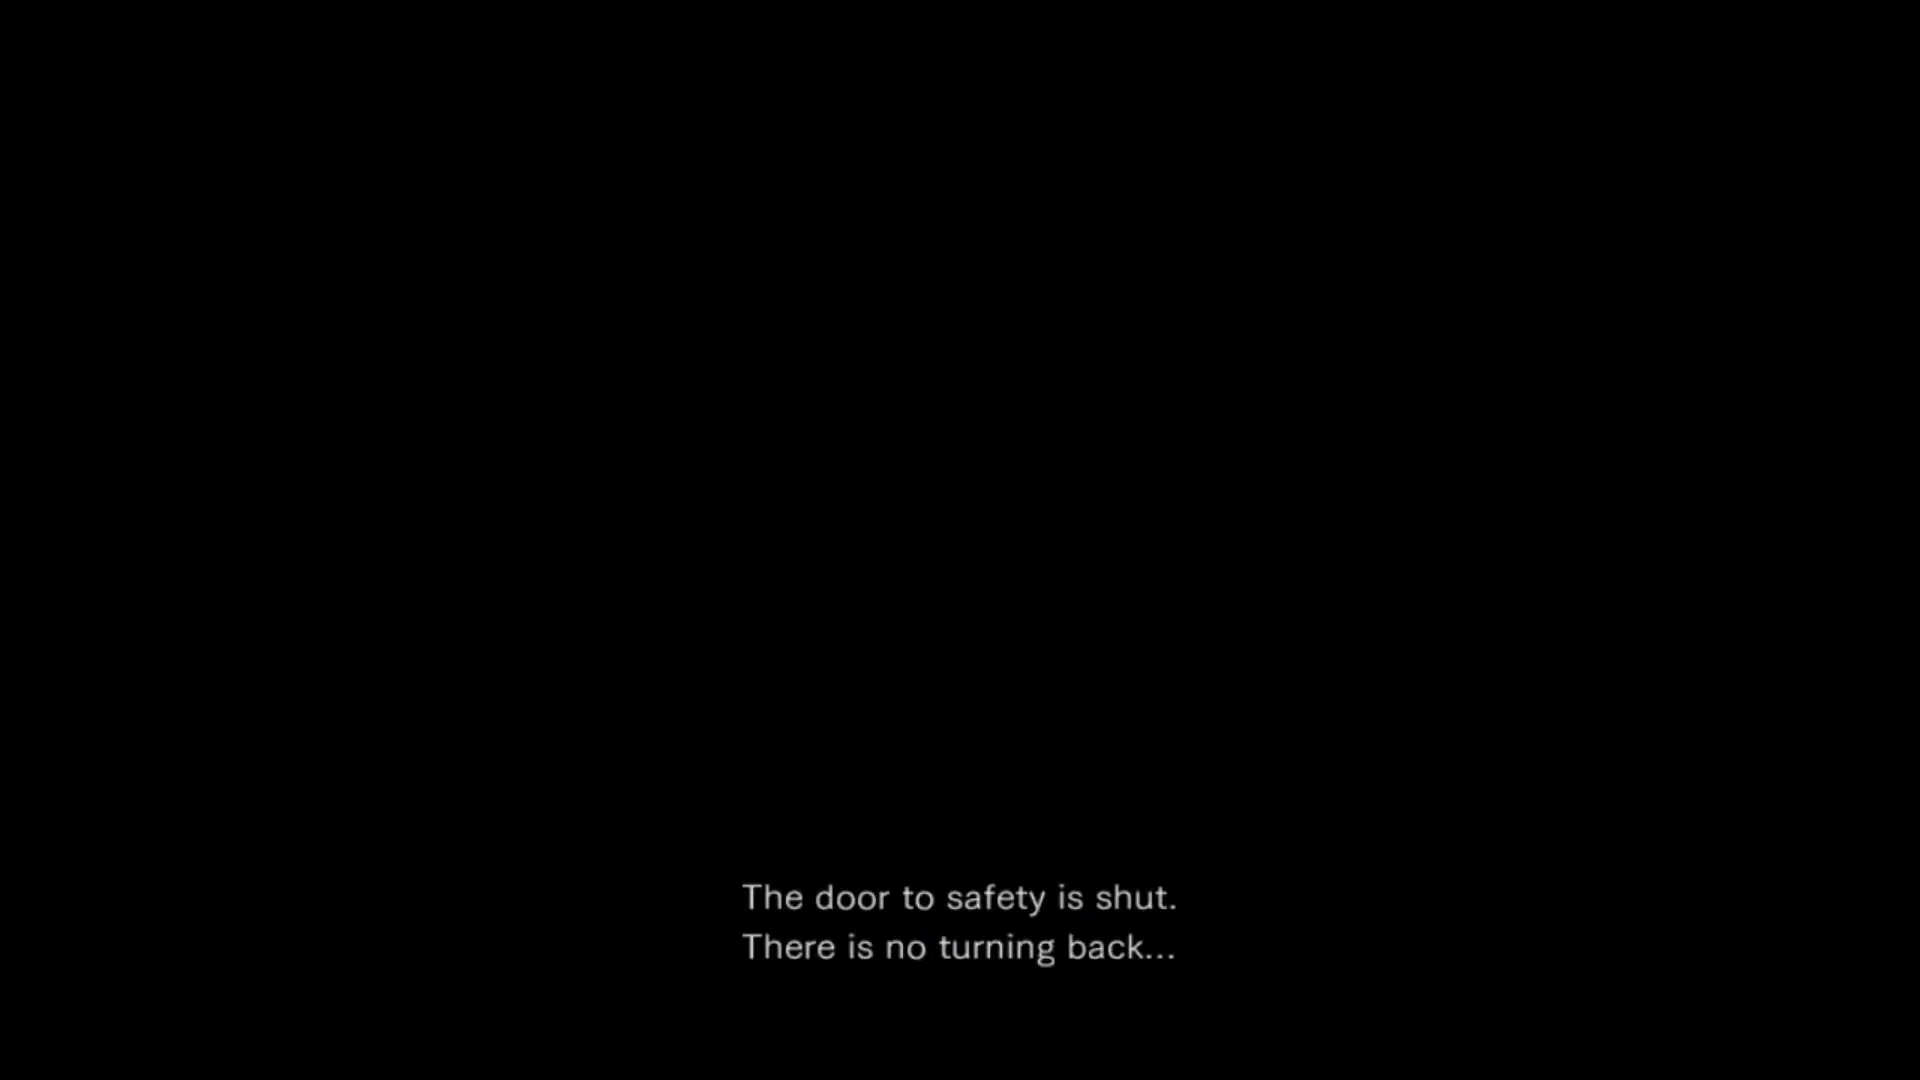 The door to safety is shut.
There is no turning back...